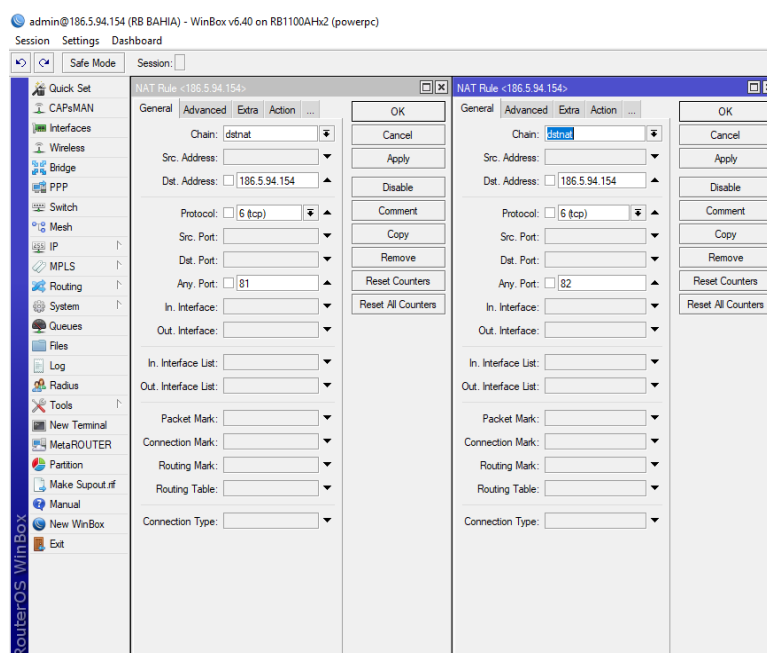 admin@186.5.94.154 (RB BAHIA) - WinBox v6.40 on RB1100AHx2 (powerpc)
Session Settings Dashboard
Safe Mode Session:
Quick Set
CAPsMAN
Interfaces
Wireless
Bridge
PPP
Switch
Mesh
IP
MPLS
Routing
System
Queues
Files
Log
Radius
Tools
New Terminal
MetaROUTER
Partition
Make Supout.rif
Manual
New WinBox
Exit
RouterOS WinBox
NAT Rule <186.5.94.154>
General Advanced Extra Action ...
Chain: dstnat
Src. Address:
Dst. Address: 186.5.94.154
Protocol: 6 (tcp)
Src. Port:
Dst. Port:
Any. Port: 81
In. Interface:
Out. Interface:
In. Interface List:
Out. Interface List:
Packet Mark:
Connection Mark:
Routing Mark:
Routing Table:
Connection Type:
OK
Cancel
Apply
Disable
Comment
Copy
Remove
Reset Counters
Reset All Counters
NAT Rule <186.5.94.154>
General Advanced Extra Action ...
Chain: dstnat
Src. Address:
Dst. Address: 186.5.94.154
Protocol: 6 (tcp)
Src. Port:
Dst. Port:
Any. Port: 82
In. Interface:
Out. Interface:
In. Interface List:
Out. Interface List:
Packet Mark:
Connection Mark:
Routing Mark:
Routing Table:
Connection Type:
OK
Cancel
Apply
Disable
Comment
Copy
Remove
Reset Counters
Reset All Counters